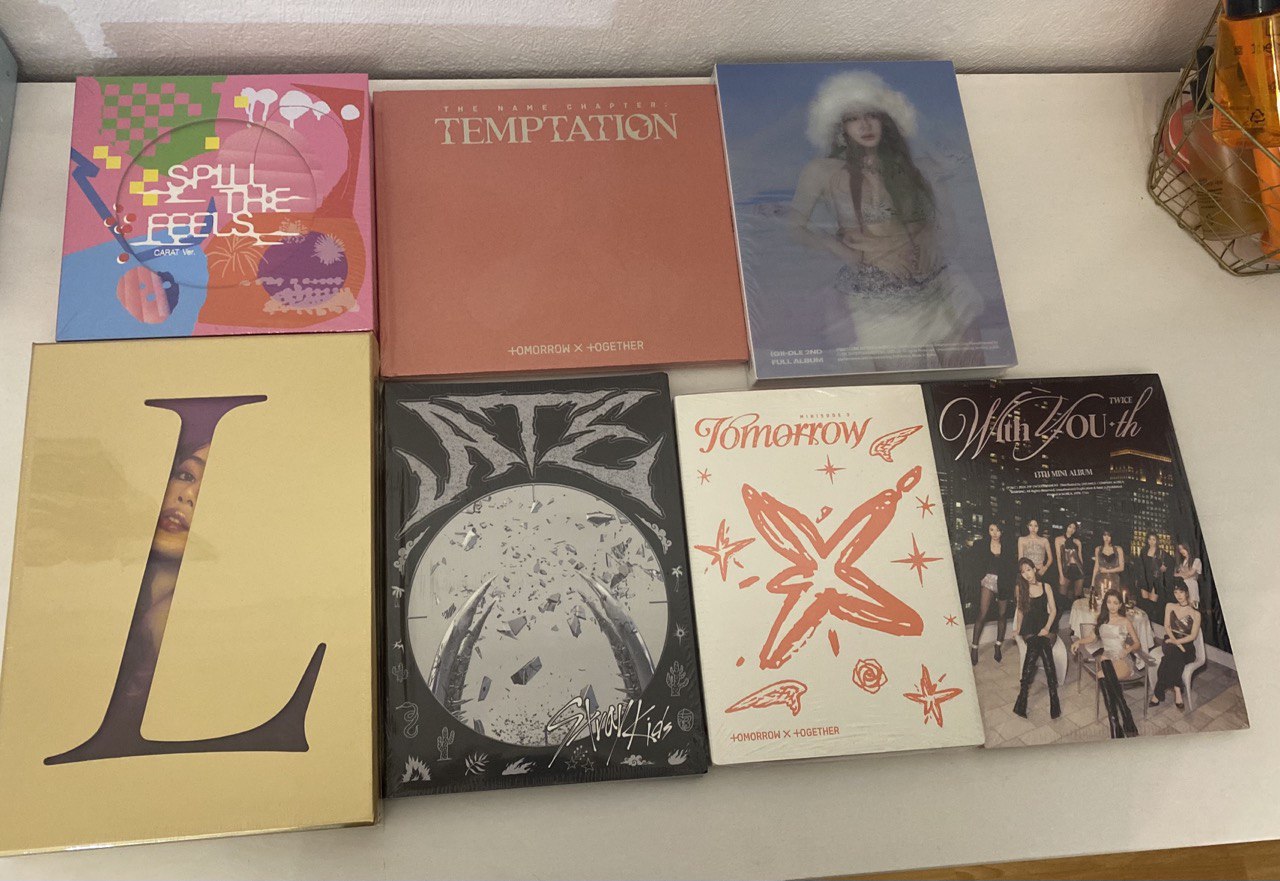 SPILL
THE
FEELS
CARAT Ver.
THE NAME CHAPTER:
TEMPTATION
TOMORROW X TOGETHER
(G)I-DLE 2ND
FULL ALBUM
L
ATE
Stray Kids
MINISODE 3
Tomorrow
TOMORROW X TOGETHER
TWICE
With YOU-th
13TH MINI ALBUM